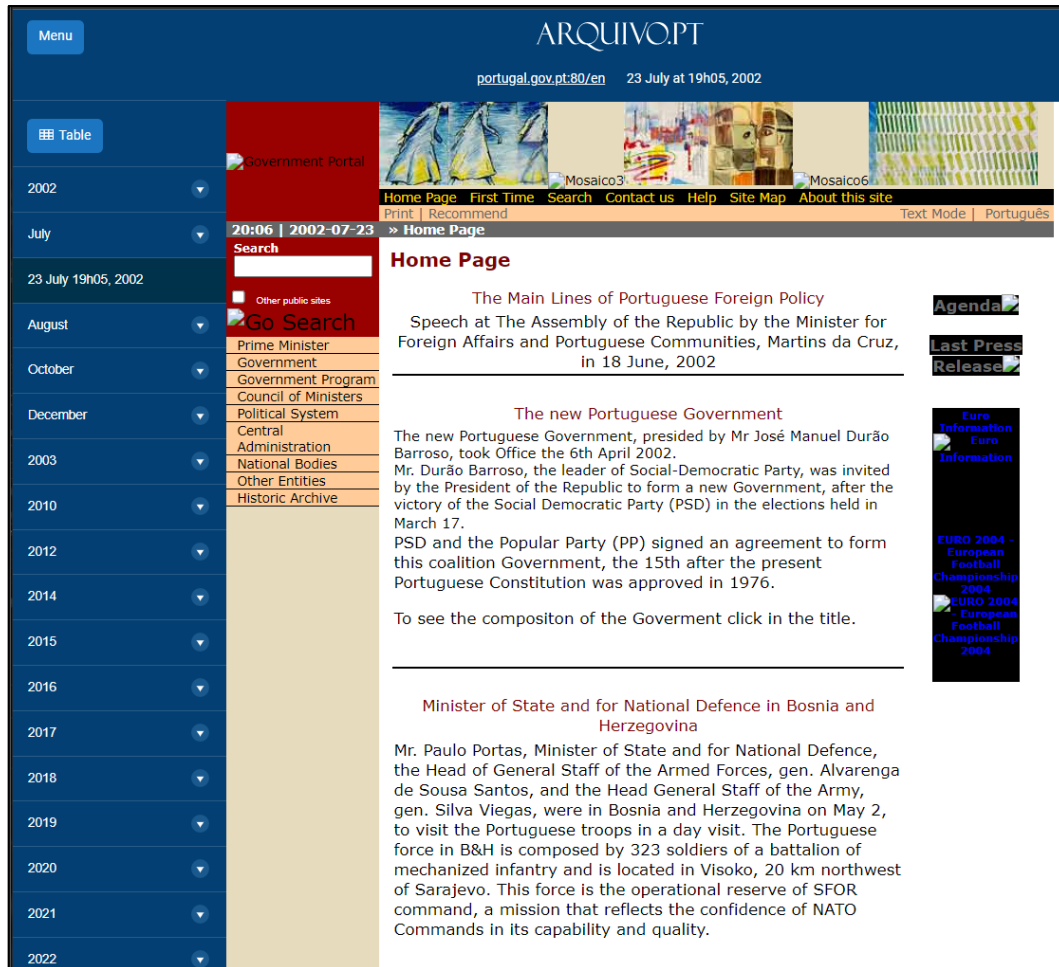 Menu
ARQUIVO.PT
portugal.gov.pt:80/en 23 July at 19h05, 2002
Table
2002
July
23 July 19h05, 2002
August
October
December
2003
2010
2012
2014
2015
2016
2017
2018
2019
2020
2021
2022
Government Portal
Mosaico3
Mosaico6
Home Page First Time Search Contact us Help Site Map About this site
Print | Recommend
Text Mode | Português
20:06 | 2002-07-23 » Home Page
Search
Other public sites
Go Search
Prime Minister
Government
Government Program
Council of Ministers
Political System
Central
Administration
National Bodies
Other Entities
Historic Archive
Home Page
The Main Lines of Portuguese Foreign Policy
Speech at The Assembly of the Republic by the Minister for
Foreign Affairs and Portuguese Communities, Martins da Cruz,
in 18 June, 2002
The new Portuguese Government
The new Portuguese Government, presided by Mr José Manuel Durão
Barroso, took Office the 6th April 2002.
Mr. Durão Barroso, the leader of Social-Democratic Party, was invited
by the President of the Republic to form a new Government, after the
victory of the Social Democratic Party (PSD) in the elections held in
March 17.
PSD and the Popular Party (PP) signed an agreement to form
this coalition Government, the 15th after the present
Portuguese Constitution was approved in 1976.
To see the compositon of the Goverment click in the title.
Minister of State and for National Defence in Bosnia and
Herzegovina
Mr. Paulo Portas, Minister of State and for National Defence,
the Head of General Staff of the Armed Forces, gen. Alvarenga
de Sousa Santos, and the Head General Staff of the Army,
gen. Silva Viegas, were in Bosnia and Herzegovina on May 2,
to visit the Portuguese troops in a day visit. The Portuguese
force in B&H is composed by 323 soldiers of a battalion of
mechanized infantry and is located in Visoko, 20 km northwest
of Sarajevo. This force is the operational reserve of SFOR
command, a mission that reflects the confidence of NATO
Commands in its capability and quality.
Agenda
Last Press
Release
Euro
Information
Euro
Information
EURO 2004 -
European
Football
Championship
2004
EURO 2004
- European
Football
Championship
2004